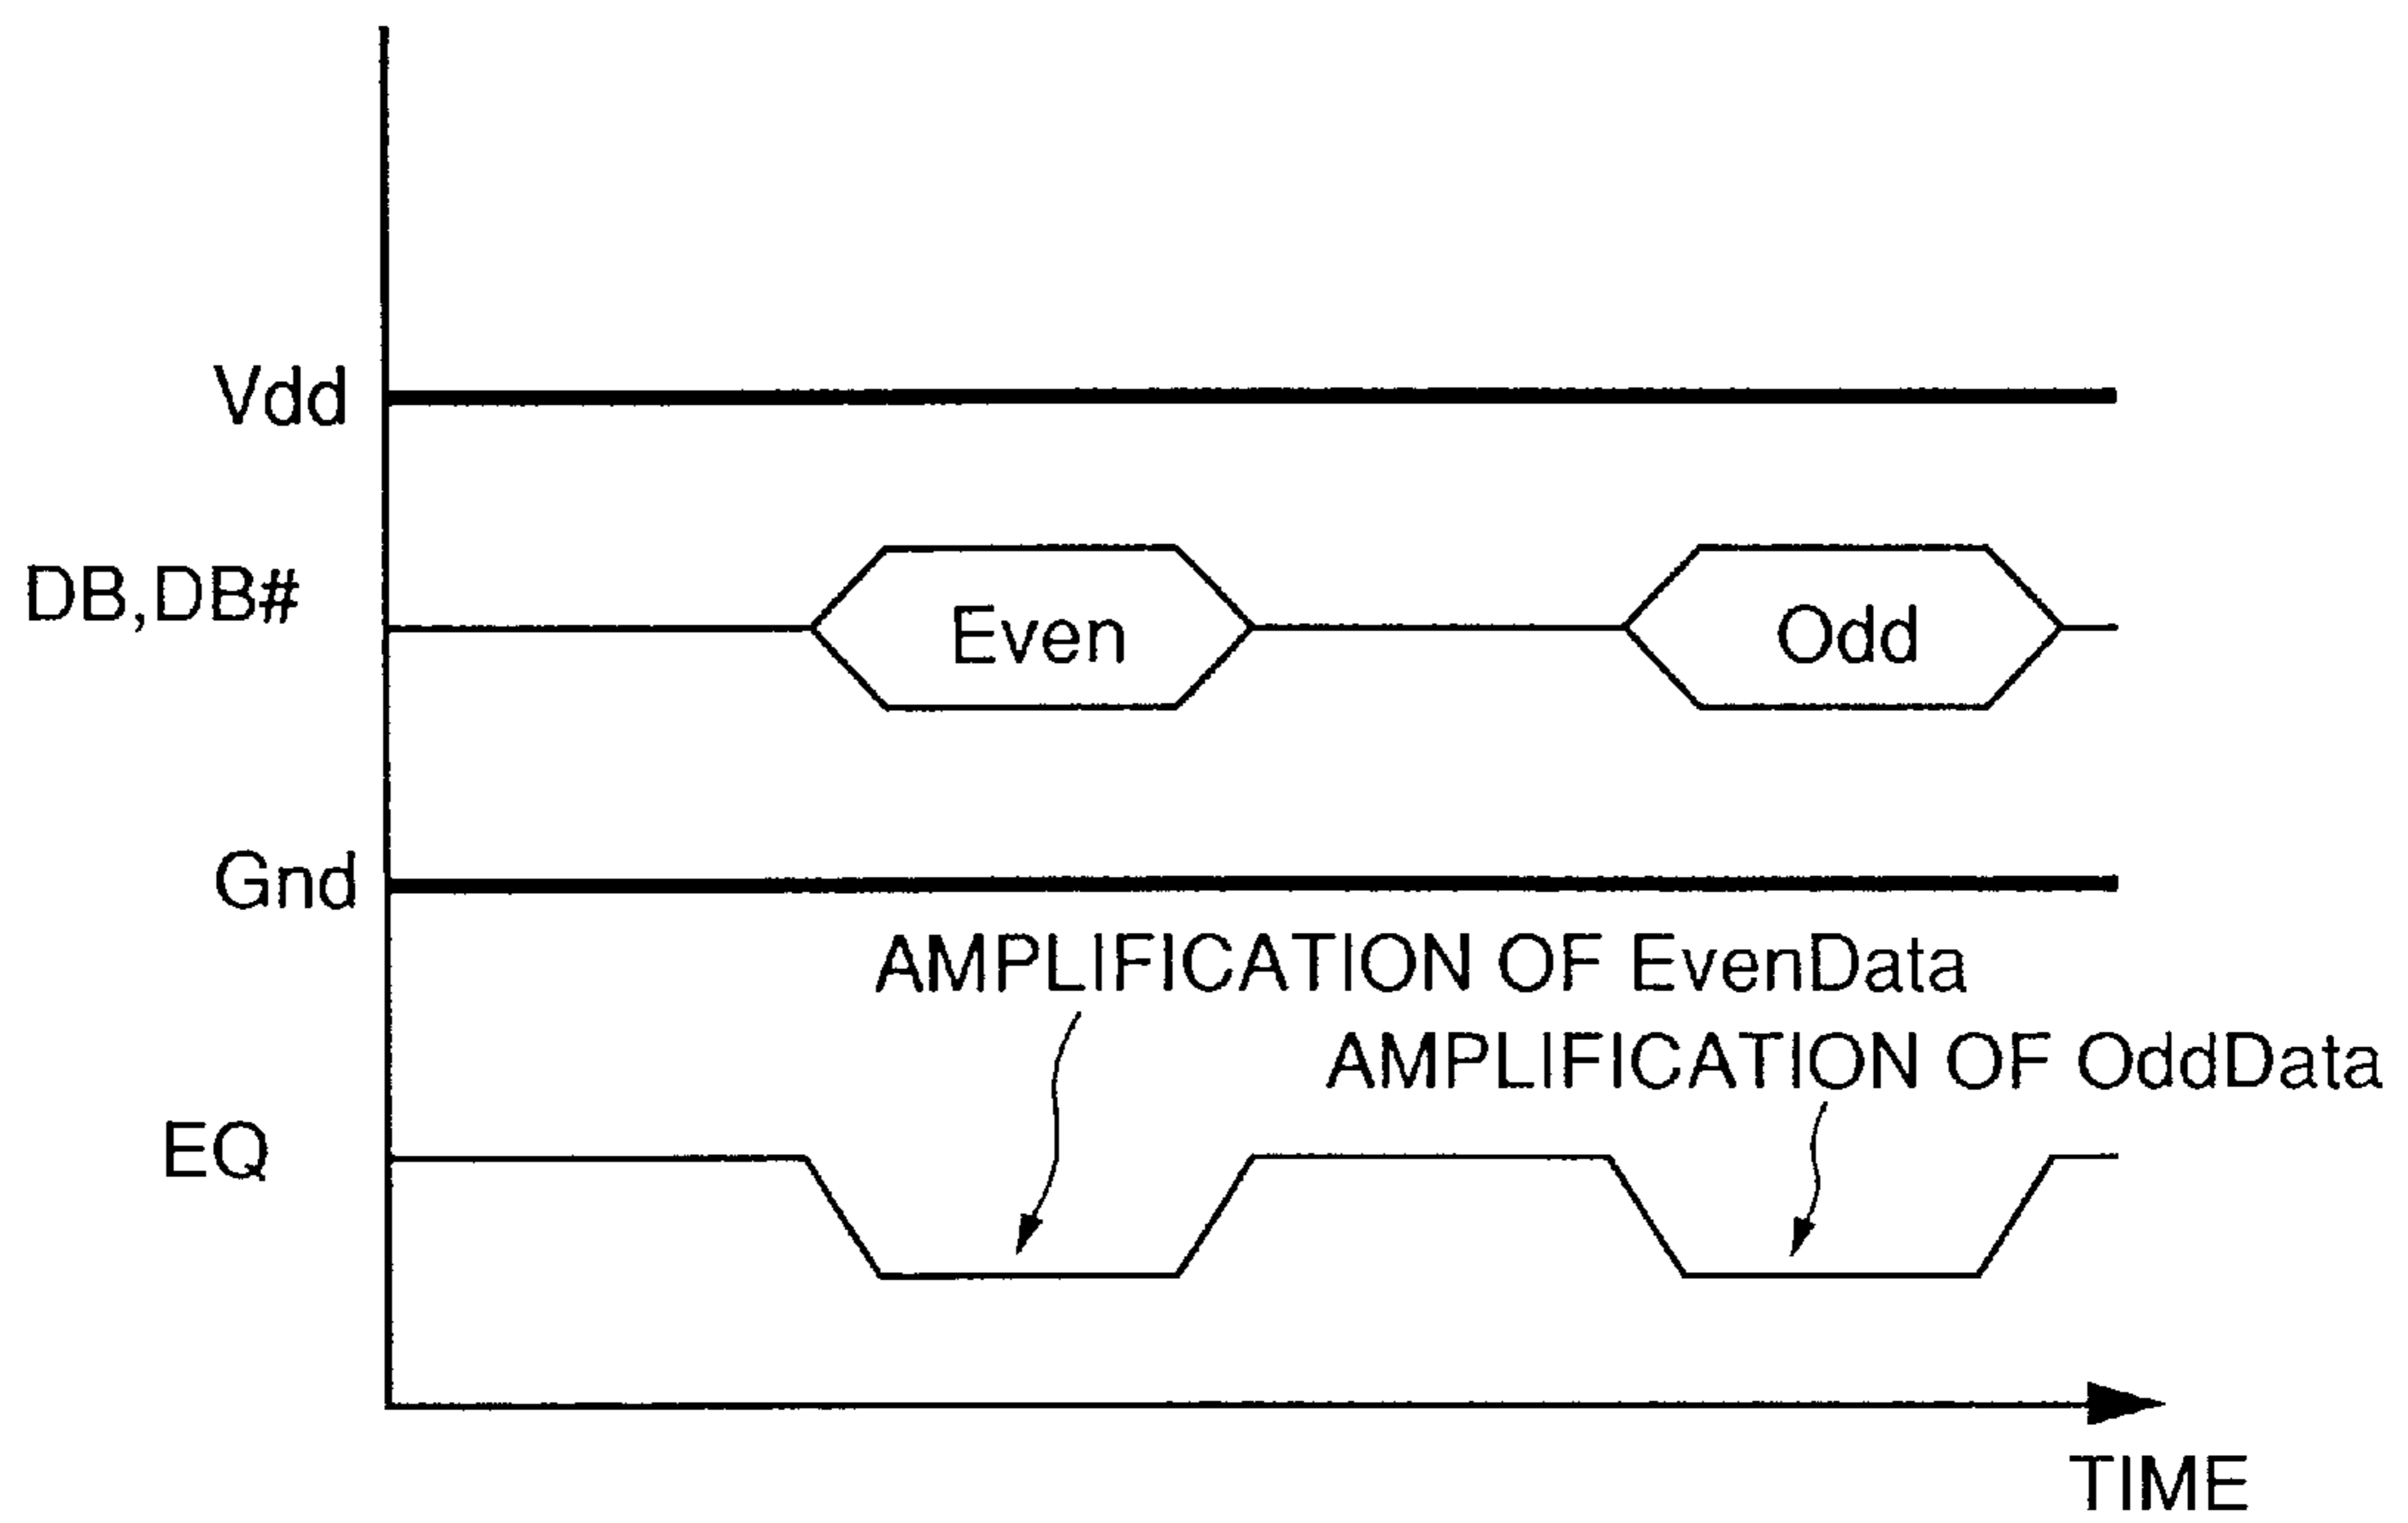 Vdd
DB,DB#
Even
Odd
Gnd
AMPLIFICATION OF EvenData
AMPLIFICATION OF OddData
EQ
TIME